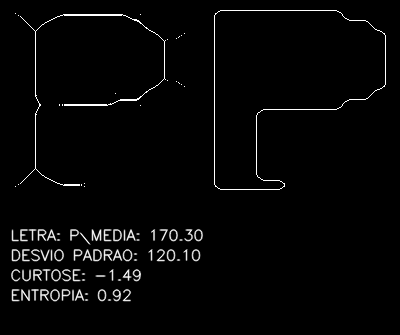 LETRA: P\MEDIA: 170.30
DESVIO PADRAO: 120.10
CURTOSE: -1.49
ENTROPIA: 0.92